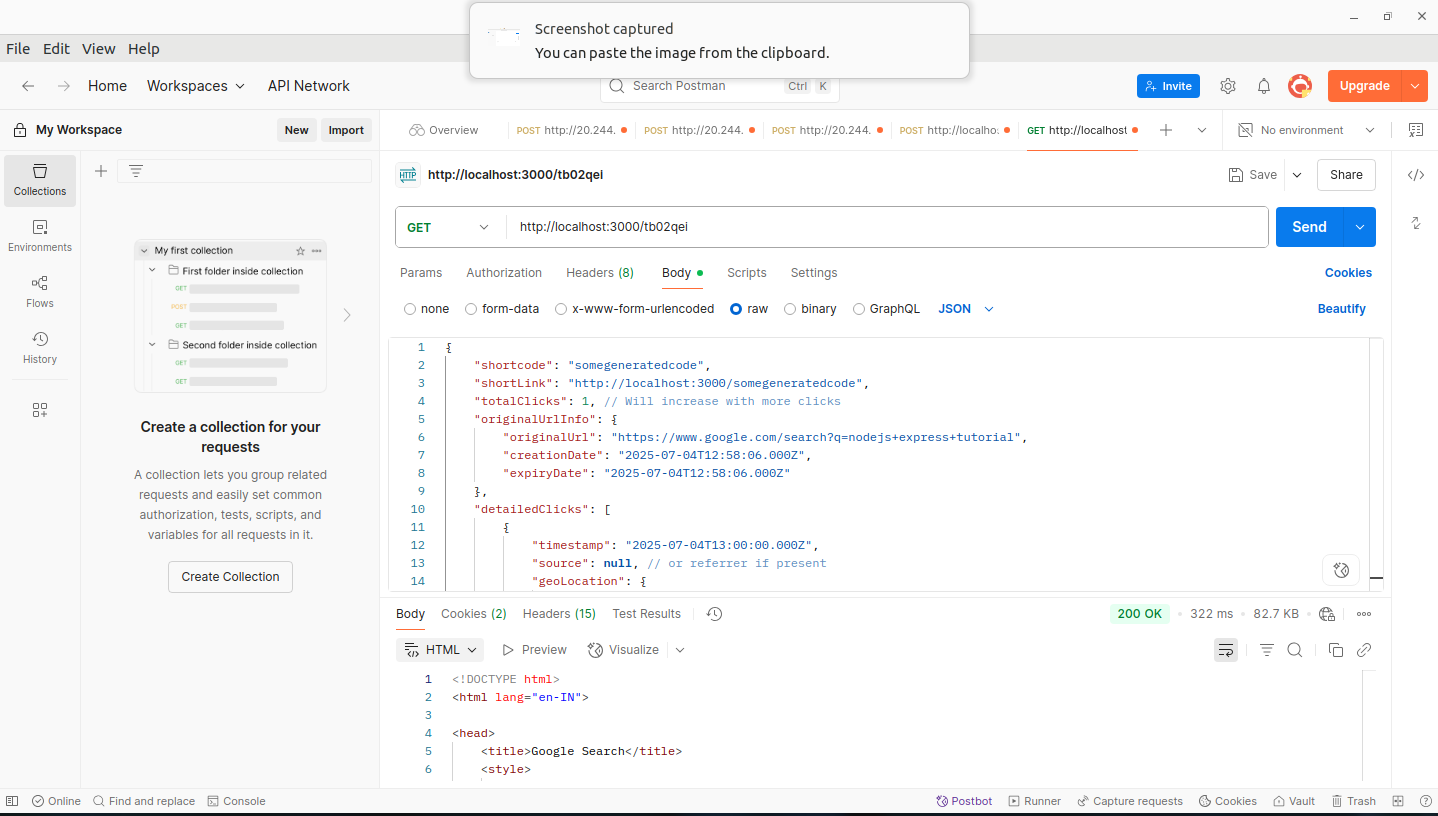 Screenshot captured
You can paste the image from the clipboard.
File Edit View Help
Home Workspaces API Network Search Postman Ctrl K Invite Upgrade
My Workspace New Import
Overview POST http://20.244. POST http://20.244. POST http://20.244. POST http://localho: GET http://localhost No environment
Collections
Environments
Flows
History
My first collection
First folder inside collection
GET
POST
GET
Second folder inside collection
GET
GET
Create a collection for your
requests
A collection lets you group related
requests and easily set common
authorization, tests, scripts, and
variables for all requests in it.
Create Collection
HTTP http://localhost:3000/tb02qei Save Share
GET http://localhost:3000/tb02qei Send
Params Authorization Headers (8) Body Scripts Settings Cookies
none form-data x-www-form-urlencoded raw binary GraphQL JSON Beautify
1 {
2 "shortcode": "somegeneratedcode",
3 "shortLink": "http://localhost:3000/somegeneratedcode",
4 "totalClicks": 1, // Will increase with more clicks
5 "originalUrlInfo": {
6 "originalUrl": "https://www.google.com/search?q=nodejs+express+tutorial",
7 "creationDate": "2025-07-04T12:58:06.000Z",
8 "expiryDate": "2025-07-04T12:58:06.000Z"
9 },
10 "detailedClicks": [
11 {
12 "timestamp": "2025-07-04T13:00:00.000Z",
13 "source": null, // or referrer if present
14 "geoLocation": {
Body Cookies (2) Headers (15) Test Results 200 OK 322 ms 82.7 KB
HTML Preview Visualize
1 <!DOCTYPE html>
2 <html lang="en-IN">
3
4 <head>
5 <title>Google Search</title>
6 <style>
Online Find and replace Console Postbot Runner Capture requests Cookies Vault Trash